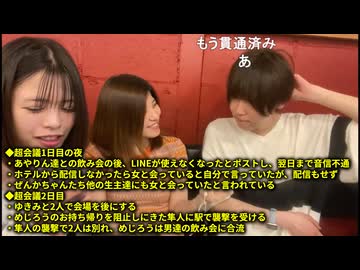 もう貫通済み
あ
◆超会議1日目の夜
・あやりん達との飲み会の後、LINEが使えなくなったとポストし、翌日まで音信不通
・ホテルから配信しなかったら女と会っていると自分で言っていたが、配信もせず
・ぜんかちゃんたち他の生主達にも女と会っていたと言われている
◆超会議2日目
・ゆきみと2人で会場を後にする
・めじろうのお持ち帰りを阻止しにきた隼人に駅で襲撃を受ける
・隼人の襲撃で2人は別れ、めじろうは男達の飲み会に合流